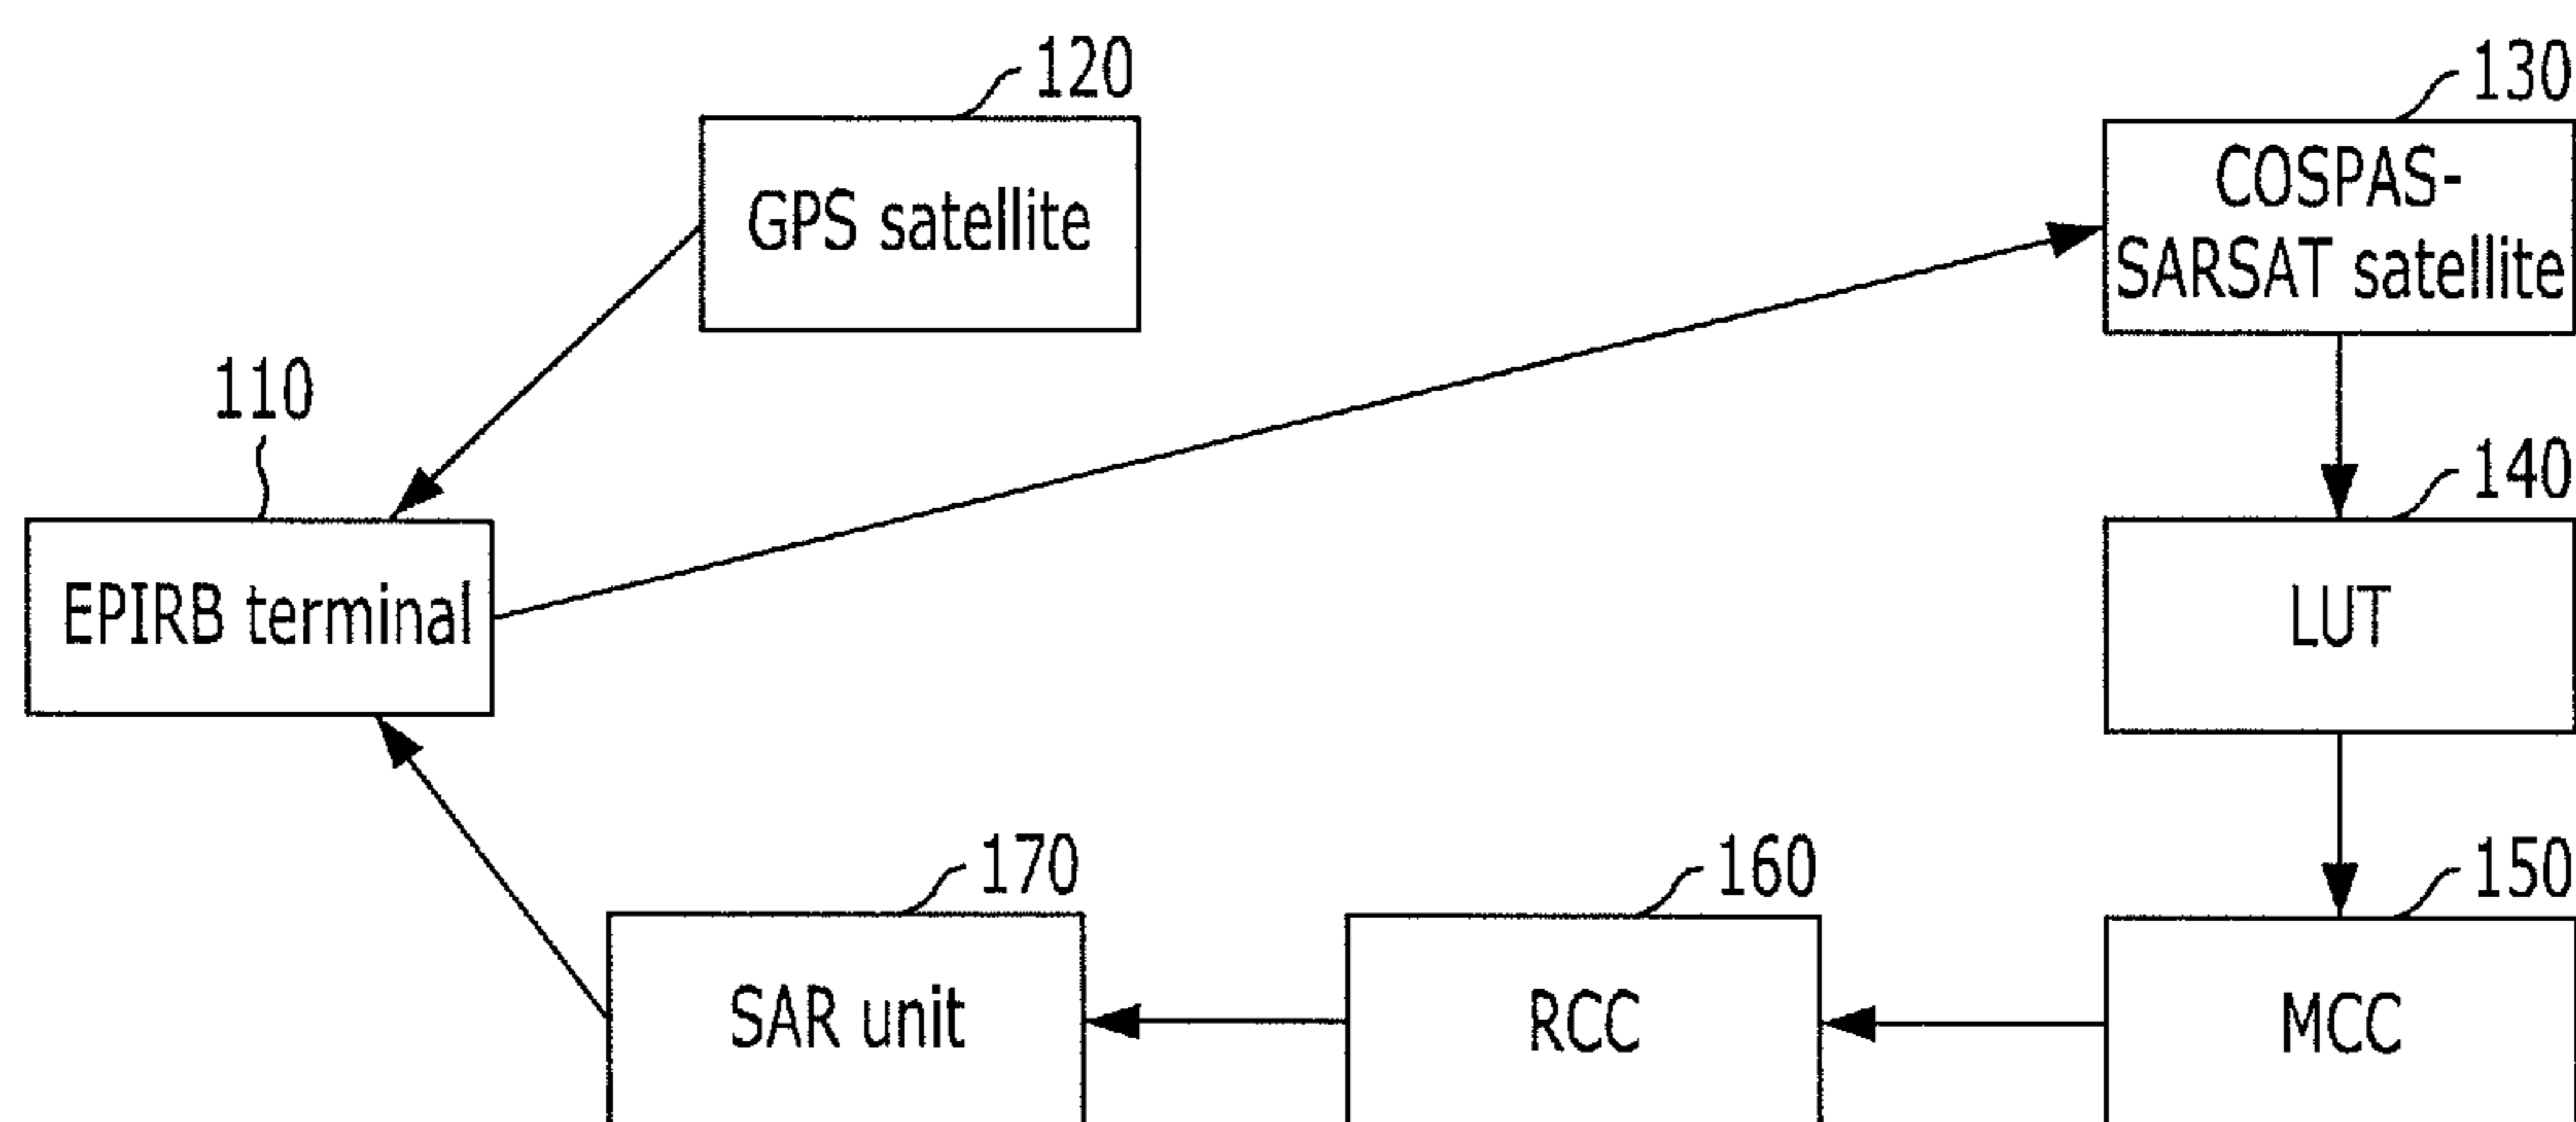 120
GPS satellite
130
COSPAS-
SARSAT satellite
110
EPIRB terminal
140
LUT
170
SAR unit
160
RCC
150
MCC